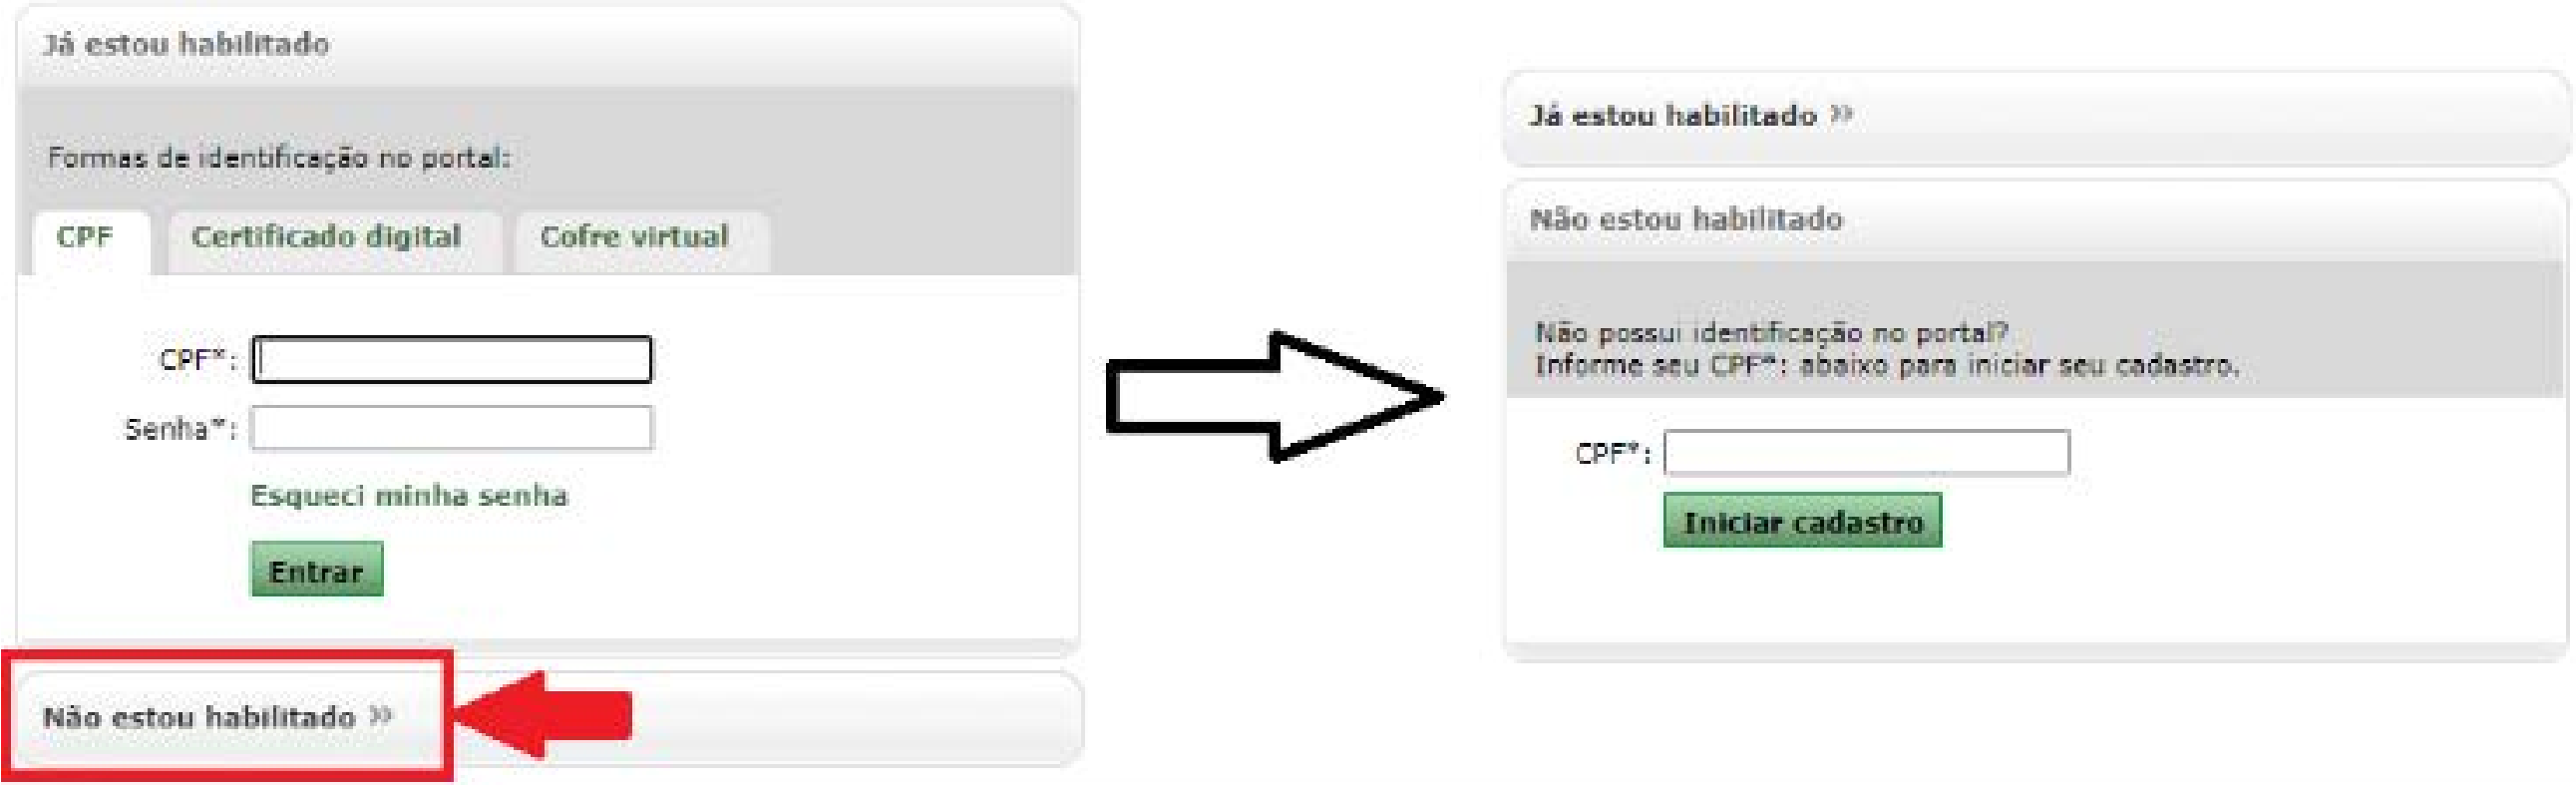 Já estou habilitado
Formas de identificação no portal:
CPF
Certificado digital
Cofre virtual
CPF*:
Senha*:
Esqueci minha senha
Entrar
Não estou habilitado »
Já estou habilitado »
Não estou habilitado
Não possui identificação no portal?
Informe seu CPF*: abaixo para iniciar seu cadastro.
CPF*:
Iniciar cadastro